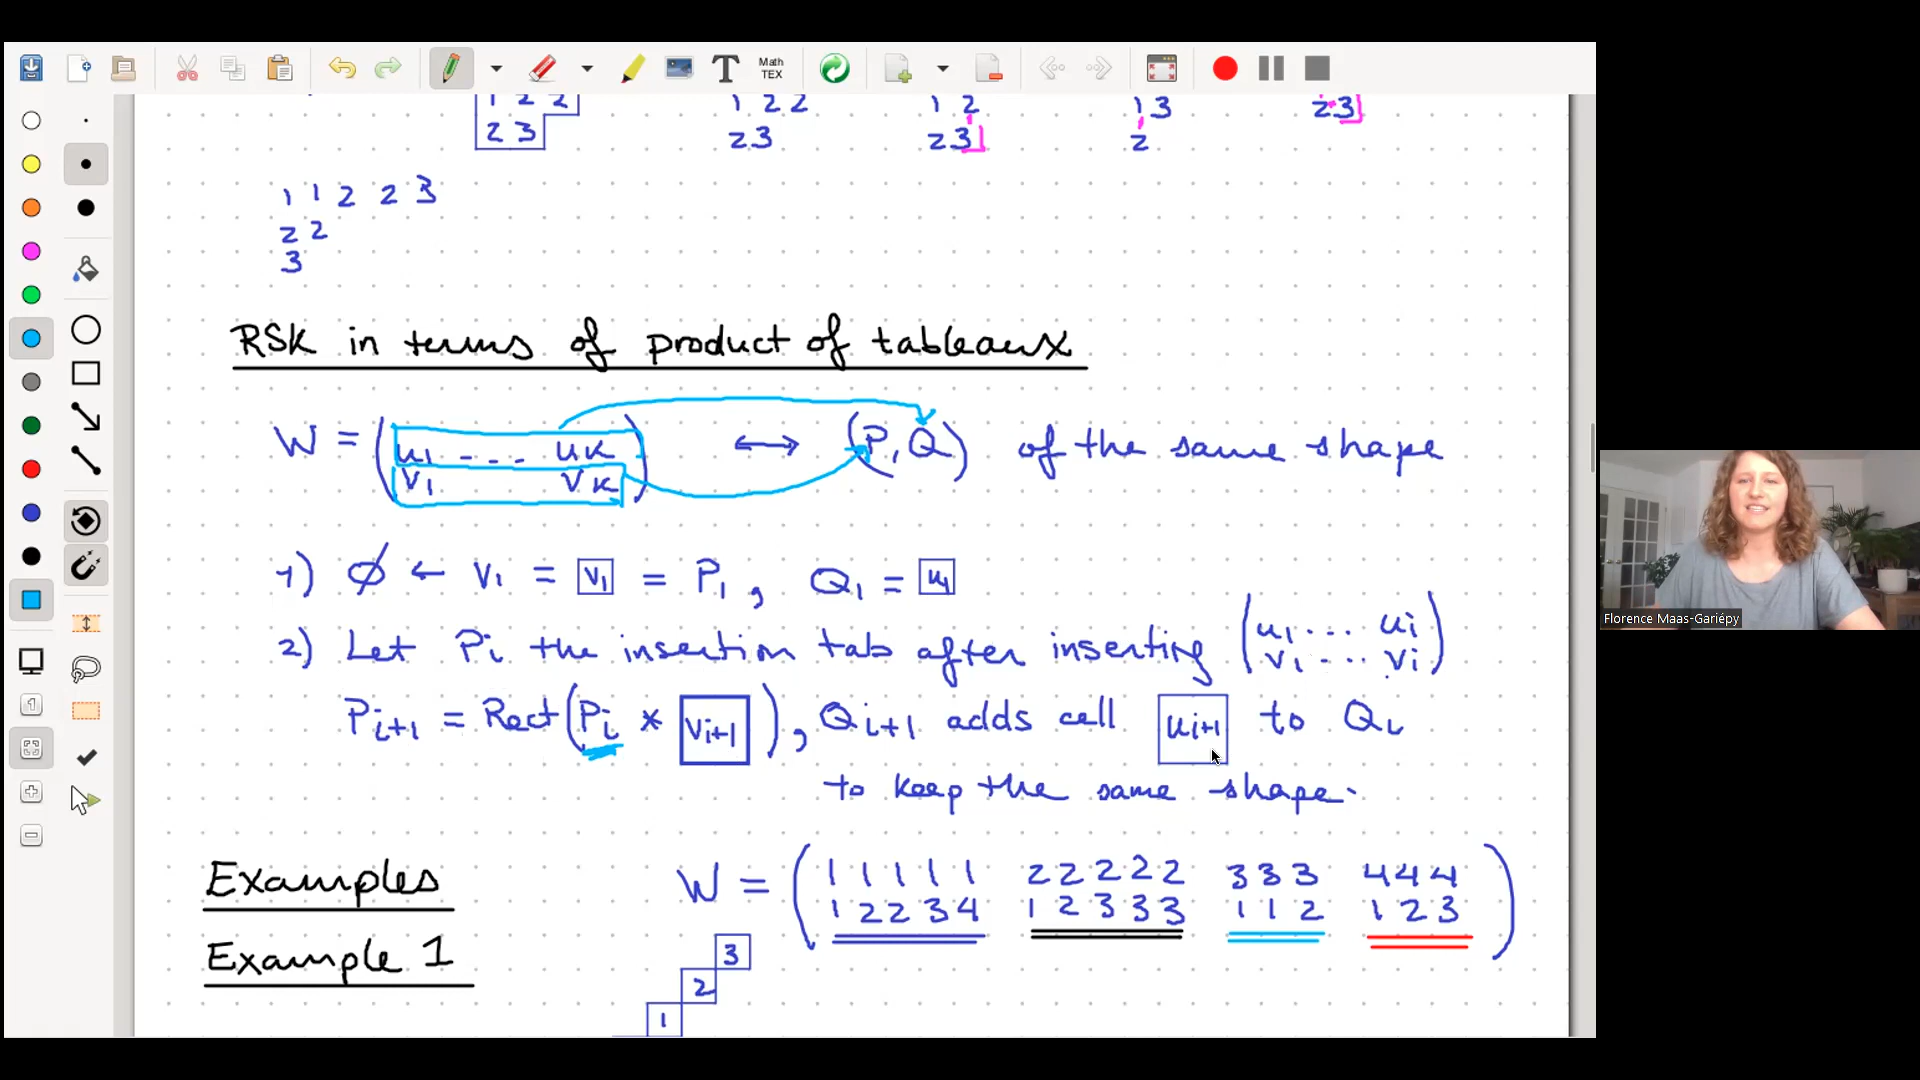 T Math TEX
1 2 2 1 2 2 1 2 1 3 2 3
2 3 2 3 2 3 2
1 1 2 2 3
2 2
3
RSK in terms of product of tableaux
W = (u1 --- uk) ⟷ (P, Q) of the same shape
v1 vk
1) ∅ ← v1 = v1 = P1, Q1 = u1
2) Let Pi the insertion tab after inserting (u1 ... ui)
v1 ... vi
Pi+1 = Rect(Pi * vi+1), Qi+1 adds cell ui+1 to Qi
to keep the same shape.
Examples W = (1 1 1 1 1 2 2 2 2 2 3 3 3 4 4 4)
1 2 2 3 4 1 2 3 3 3 1 1 2 1 2 3
Example 1
3
2
1
Florence Maas-Gariépy